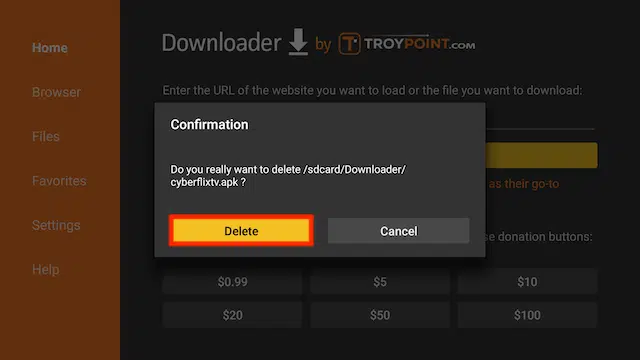 Home
Downloader by TROYPOINT.COM
Browser
Enter the URL of the website you want to load or the file you want to download:
Confirmation
Do you really want to delete /sdcard/Downloader/
cyberflixtv.apk ?
Files
Favorites
as their go-to
Settings
Delete
Cancel
se donation buttons:
Help
$0.99
$5
$10
$20
$50
$100